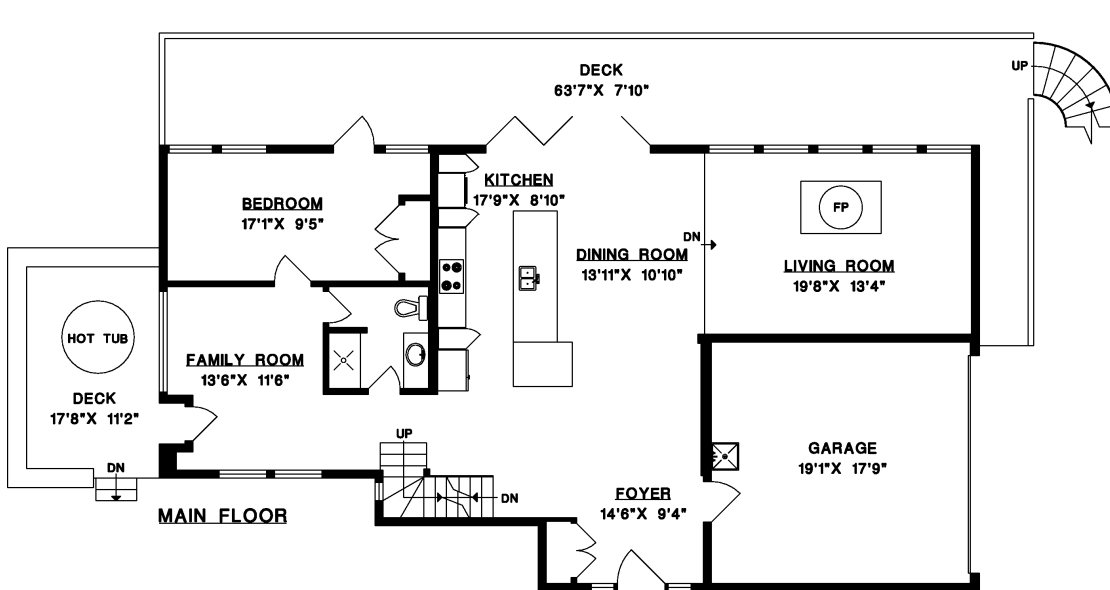 DECK
63'7"X 7'10"
UP
KITCHEN
17'9"X 8'10"
BEDROOM
17'1"X 9'5"
FP
DN
DINING ROOM
13'11"X 10'10"
LIVING ROOM
19'8"X 13'4"
HOT TUB
FAMILY ROOM
13'6"X 11'6"
DECK
17'8"X 11'2"
UP
GARAGE
19'1"X 17'9"
DN
DN
FOYER
14'6"X 9'4"
MAIN FLOOR